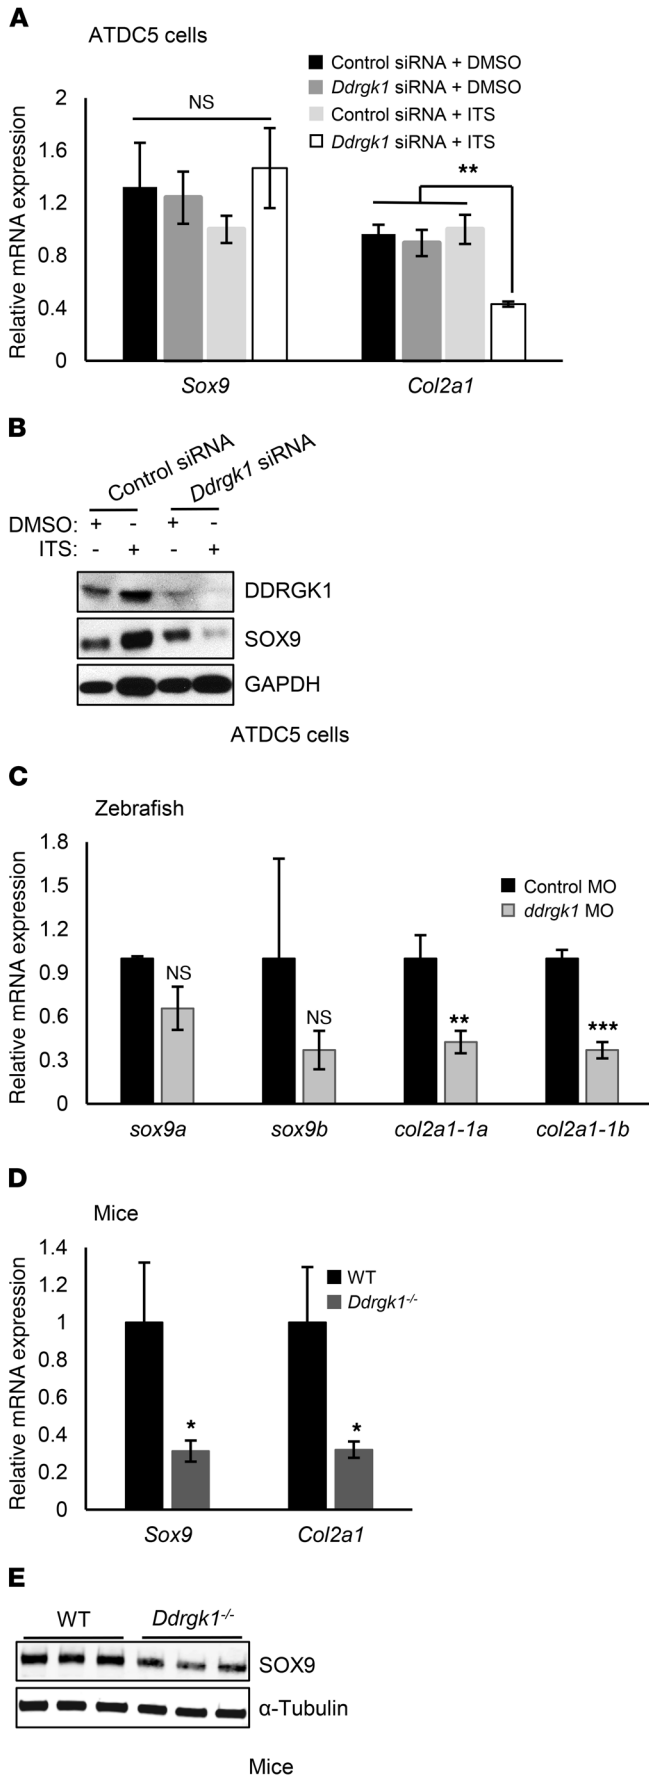 A
ATDC5 cells
Control siRNA + DMSO
Ddrgk1 siRNA + DMSO
Control siRNA + ITS
Ddrgk1 siRNA + ITS
Relative mRNA expression
2
1.6
1.2
0.8
0.4
0
NS
**
Sox9
Col2a1
B
Control siRNA
Ddrgk1 siRNA
DMSO: + - + -
ITS: - + - +
DDRGK1
SOX9
GAPDH
ATDC5 cells
C
Zebrafish
Control MO
ddrgk1 MO
Relative mRNA expression
1.8
1.5
1.2
0.9
0.6
0.3
0
NS
NS
**
***
sox9a
sox9b
col2a1-1a
col2a1-1b
D
Mice
WT
Ddrgk1-/-
Relative mRNA expression
1.4
1.2
1
0.8
0.6
0.4
0.2
0
*
*
Sox9
Col2a1
E
WT
Ddrgk1-/-
SOX9
α-Tubulin
Mice